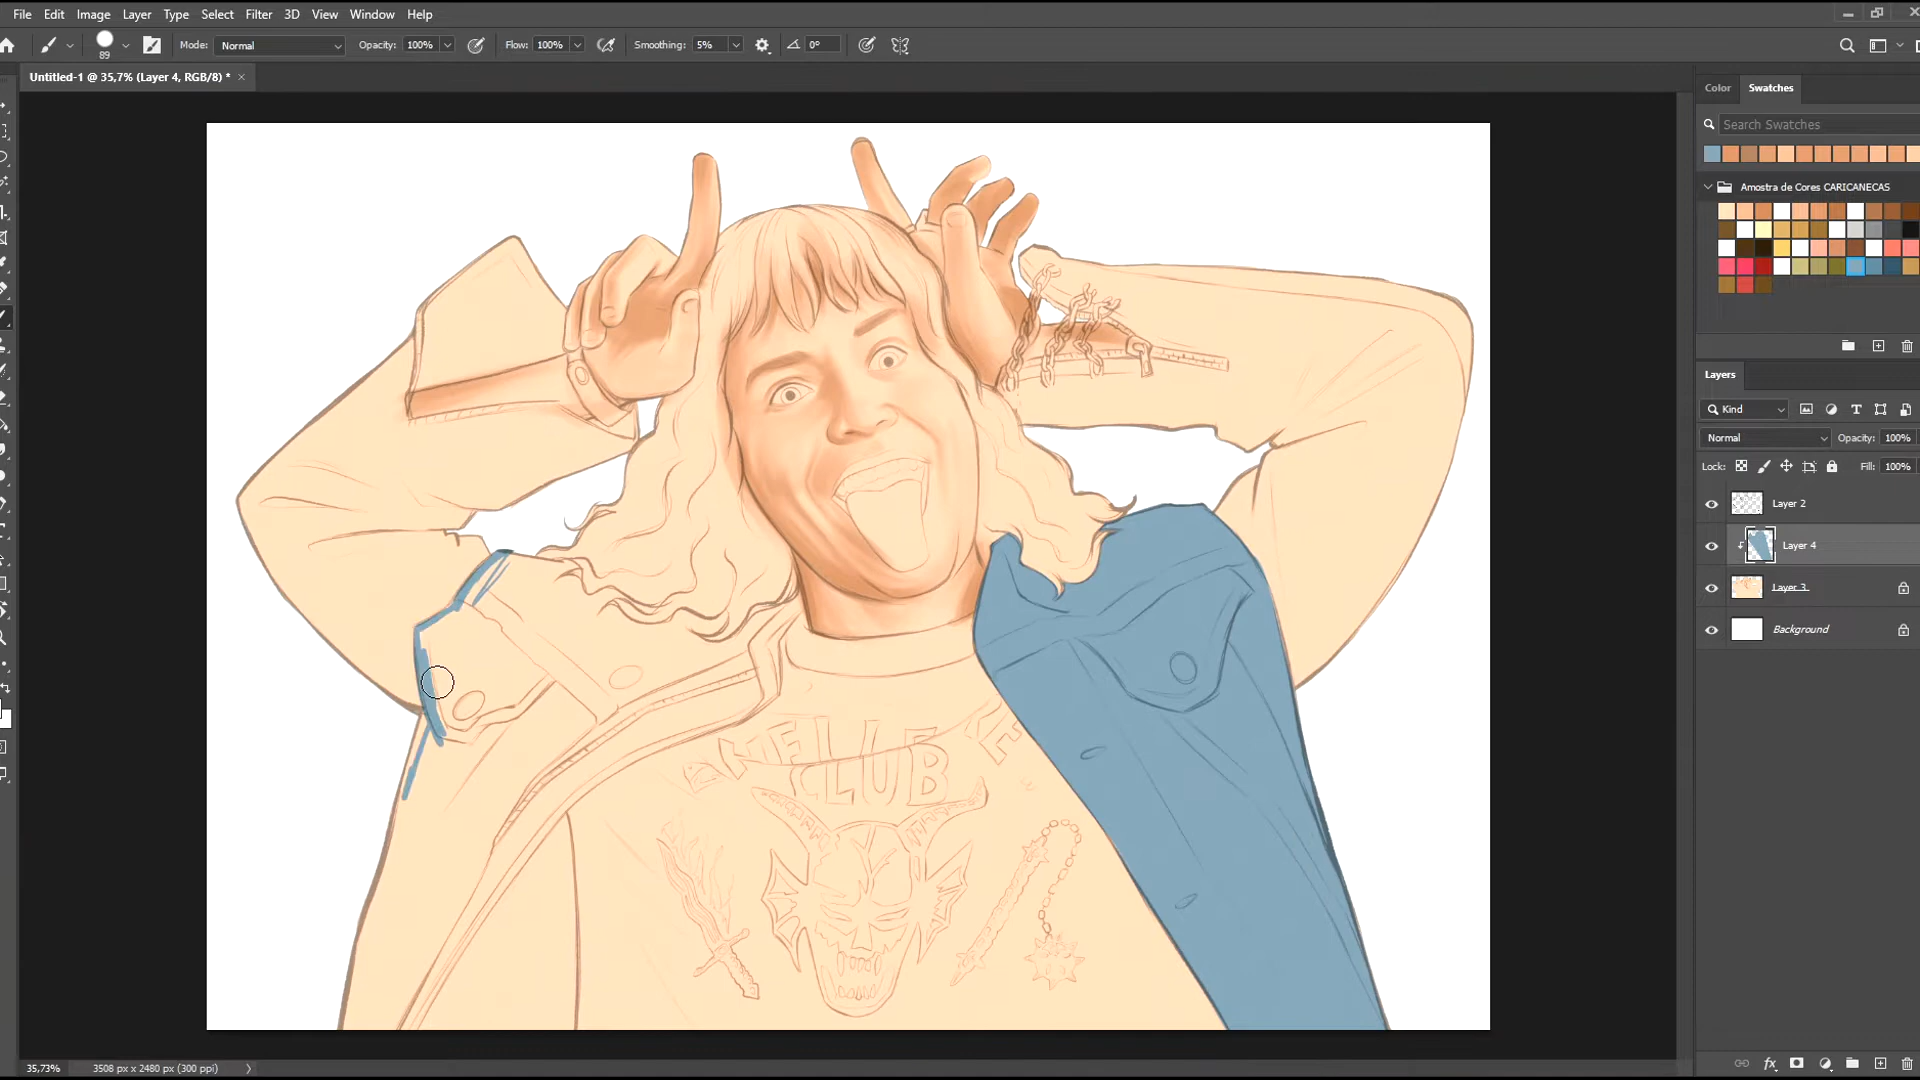 File Edit Image Layer Type Select Filter 3D View Window Help
89 Mode: Normal Opacity: 100% Flow: 100% Smoothing: 5% 0°
Untitled-1 @ 35,7% (Layer 4, RGB/8) *
Color Swatches
Search Swatches
Amostra de Cores CARICANECAS
Layers
Kind
Normal Opacity: 100%
Lock: Fill: 100%
Layer 2
Layer 4
Layer 3
Background
HELL
CLUB
35,73% 3508 px x 2480 px (300 ppi)